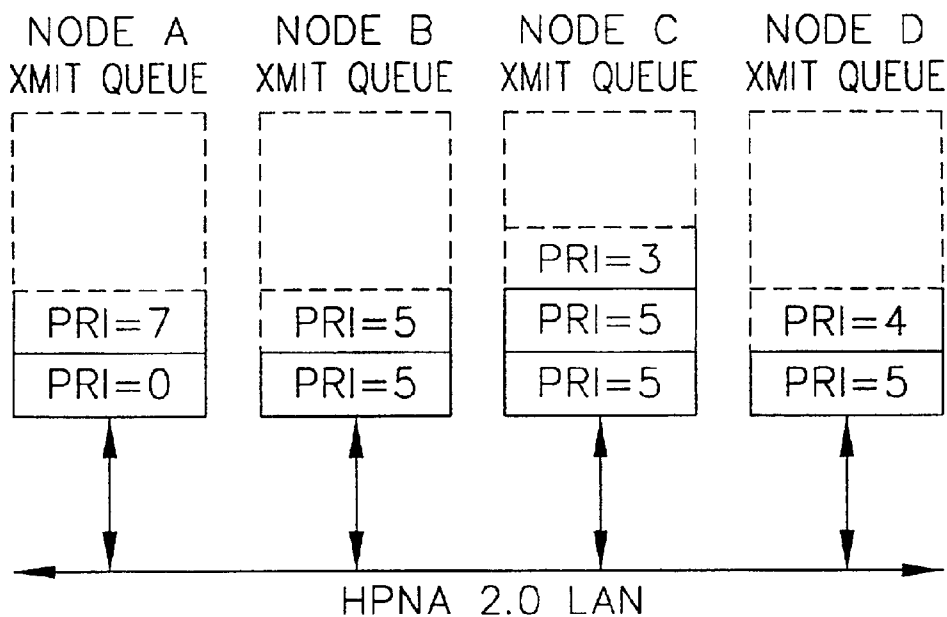 NODE A NODE B NODE C NODE D
XMIT QUEUE XMIT QUEUE XMIT QUEUE XMIT QUEUE
PRI=3
PRI=7 PRI=5 PRI=5 PRI=4
PRI=0 PRI=5 PRI=5 PRI=5
HPNA 2.0 LAN